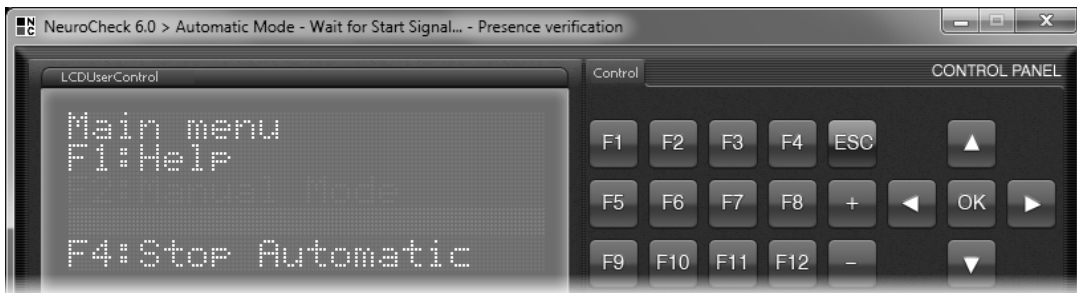 NeuroCheck 6.0 > Automatic Mode - Wait for Start Signal... - Presence verification
LCDUserControl
Control
CONTROL PANEL
Main menu
F1:Help
F2:Manual Mode
F4:Stop Automatic
F1 F2 F3 F4 ESC
F5 F6 F7 F8 + OK
F9 F10 F11 F12 -